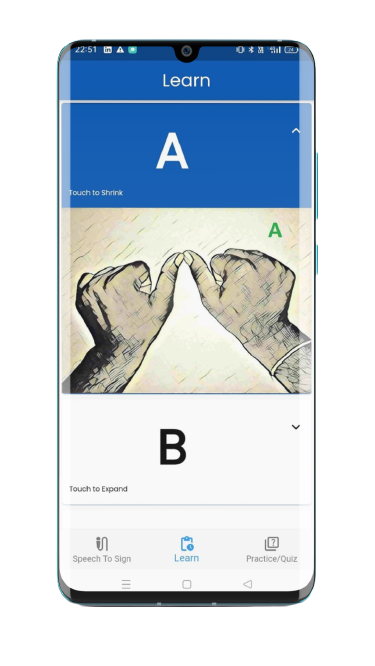 22:51
Learn
A
Touch to Shrink
A
B
Touch to Expand
Speech To Sign
Learn
Practice/Quiz